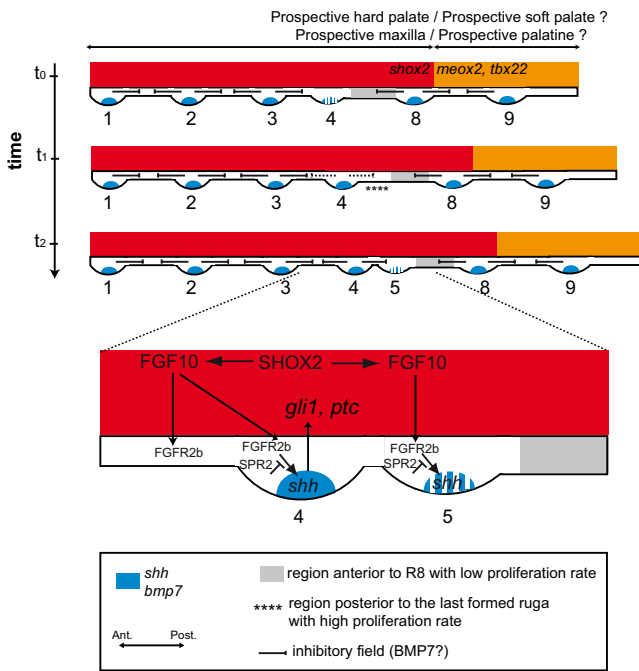 Prospective hard palate / Prospective soft palate ?
Prospective maxilla / Prospective palatine ?
time
t0
shox2 meox2, tbx22
1 2 3 4 8 9
t1
1 2 3 4 **** 8 9
t2
1 2 3 4 5 8 9
FGF10 SHOX2 FGF10
gli1, ptc
FGFR2b FGFR2b FGFR2b
SPR2 SPR2
shh shh
4 5
shh
bmp7
region anterior to R8 with low proliferation rate
**** region posterior to the last formed ruga
with high proliferation rate
Ant. Post.
inhibitory field (BMP7?)